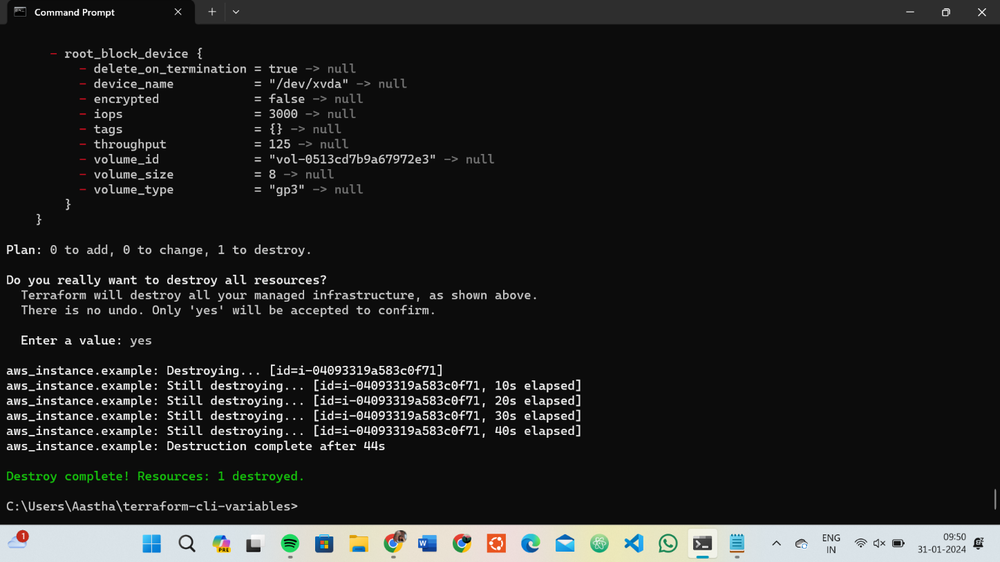 Command Prompt
- root_block_device {
- delete_on_termination = true -> null
- device_name           = "/dev/xvda" -> null
- encrypted             = false -> null
- iops                  = 3000 -> null
- tags                  = {} -> null
- throughput            = 125 -> null
- volume_id             = "vol-0513cd7b9a67972e3" -> null
- volume_size           = 8 -> null
- volume_type           = "gp3" -> null
}
}
Plan: 0 to add, 0 to change, 1 to destroy.
Do you really want to destroy all resources?
Terraform will destroy all your managed infrastructure, as shown above.
There is no undo. Only 'yes' will be accepted to confirm.
Enter a value: yes
aws_instance.example: Destroying... [id=i-04093319a583c0f71]
aws_instance.example: Still destroying... [id=i-04093319a583c0f71, 10s elapsed]
aws_instance.example: Still destroying... [id=i-04093319a583c0f71, 20s elapsed]
aws_instance.example: Still destroying... [id=i-04093319a583c0f71, 30s elapsed]
aws_instance.example: Still destroying... [id=i-04093319a583c0f71, 40s elapsed]
aws_instance.example: Destruction complete after 44s
Destroy complete! Resources: 1 destroyed.
C:\Users\Aastha\terraform-cli-variables>
1
PRE
W
ENG
IN
09:50
31-01-2024